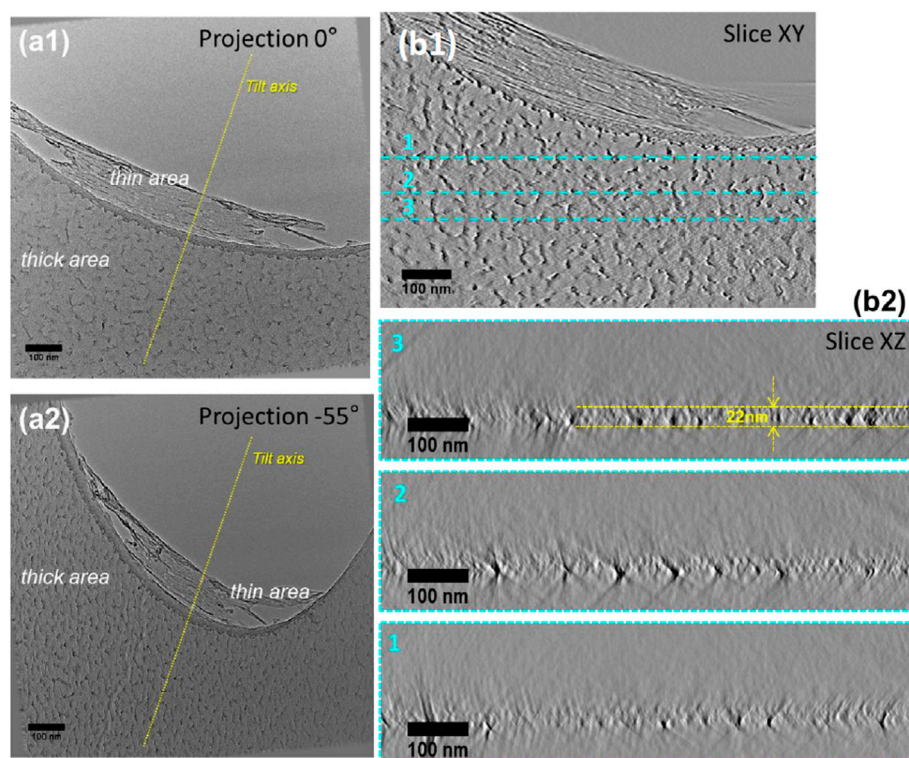 (a1)
Projection 0°
Tilt axis
thin area
thick area
100 nm
(a2)
Projection -55°
Tilt axis
thick area
thin area
100 nm
(b1)
Slice XY
1
2
3
100 nm
(b2)
3
Slice XZ
22nm
100 nm
2
100 nm
1
100 nm